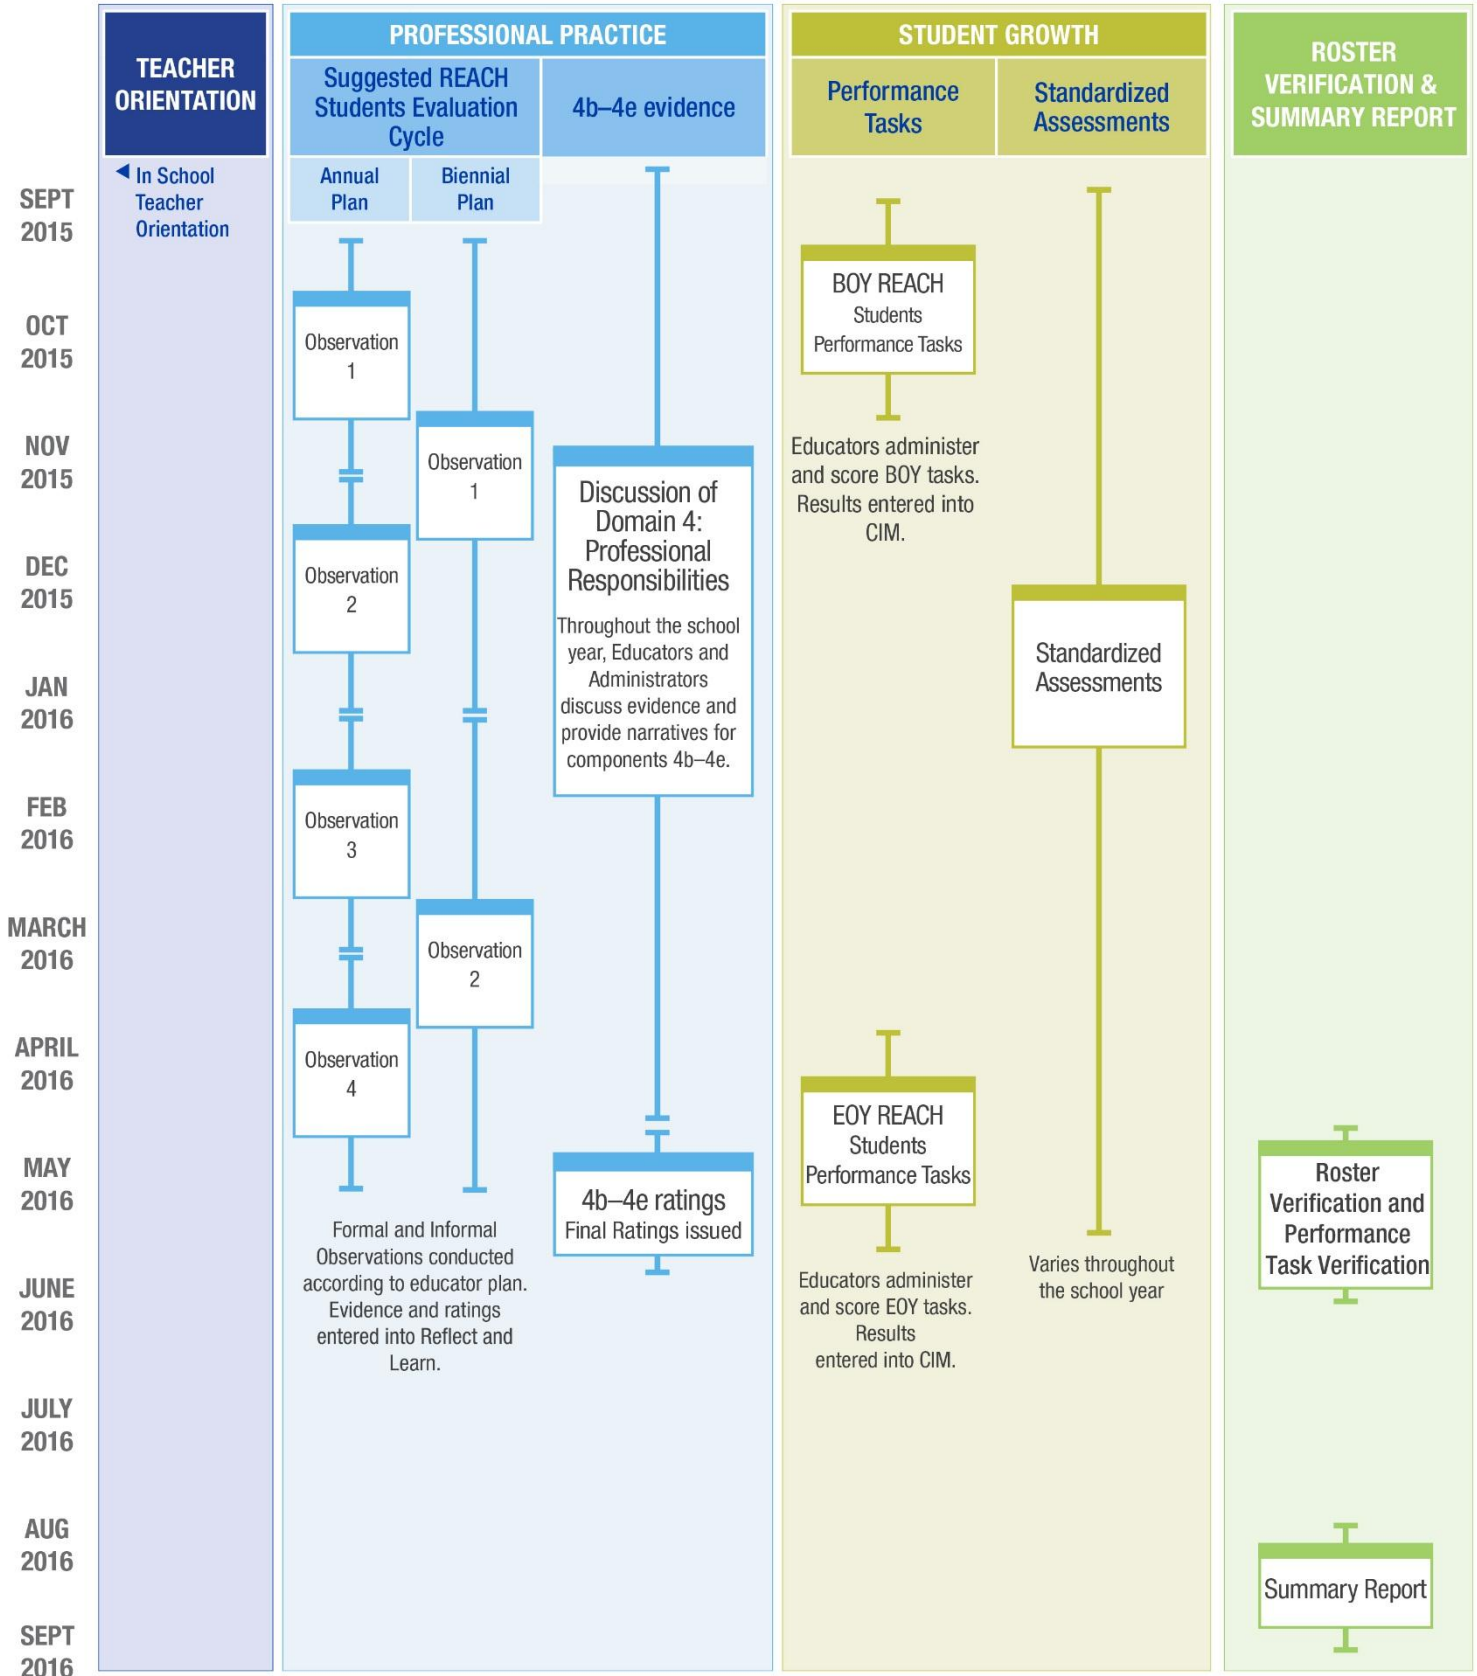 TEACHER
ORIENTATION
PROFESSIONAL PRACTICE
Suggested REACH
Students Evaluation
Cycle
4b–4e evidence
STUDENT GROWTH
Performance
Tasks
Standardized
Assessments
ROSTER
VERIFICATION &
SUMMARY REPORT
In School
Teacher
Orientation
Annual
Plan
Biennial
Plan
SEPT
2015
OCT
2015
NOV
2015
DEC
2015
JAN
2016
FEB
2016
MARCH
2016
APRIL
2016
MAY
2016
JUNE
2016
JULY
2016
AUG
2016
SEPT
2016
Observation
1
Observation
2
Observation
3
Observation
4
Observation
1
Observation
2
Formal and Informal
Observations conducted
according to educator plan.
Evidence and ratings
entered into Reflect and
Learn.
Discussion of
Domain 4:
Professional
Responsibilities
Throughout the school
year, Educators and
Administrators
discuss evidence and
provide narratives for
components 4b–4e.
4b–4e ratings
Final Ratings issued
BOY REACH
Students
Performance Tasks
Educators administer
and score BOY tasks.
Results entered into
CIM.
EOY REACH
Students
Performance Tasks
Educators administer
and score EOY tasks.
Results
entered into CIM.
Standardized
Assessments
Varies throughout
the school year
Roster
Verification and
Performance
Task Verification
Summary Report